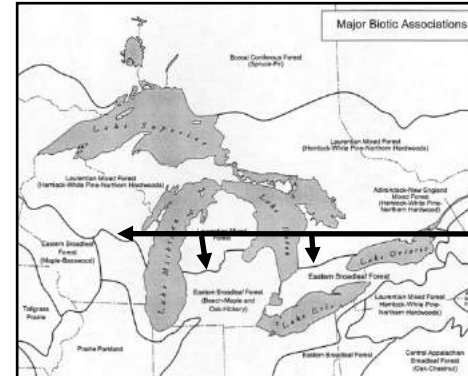 Major Biotic Associations
Boreal Coniferous Forest
(Spruce-Fir)
Lake Superior
Laurentian Mixed Forest
(Hemlock-White Pine-Northern Hardwoods)
Laurentian Mixed Forest
(Hemlock-White Pine-Northern Hardwoods)
Adirondack-New England
Mixed Forest
(Hemlock-White Pine-
Northern Hardwood)
Lake Michigan
Lake
Laurentian Mixed
Forest
Lake Ontario
Eastern Broadleaf
Forest
(Maple-Basswood)
Eastern Broadleaf Forest
Eastern Broadleaf Forest
(Beech-Maple and
Oak-Hickory)
Lake Erie
Laurentian Mixed Forest
Hemlock-White Pine-
Northern Hardwoods)
Tallgrass
Prairie
Prairie Parkland
Eastern Broadleaf
Forest
Central Appalachian
Broadleaf Forest
(Oak-Chestnut)